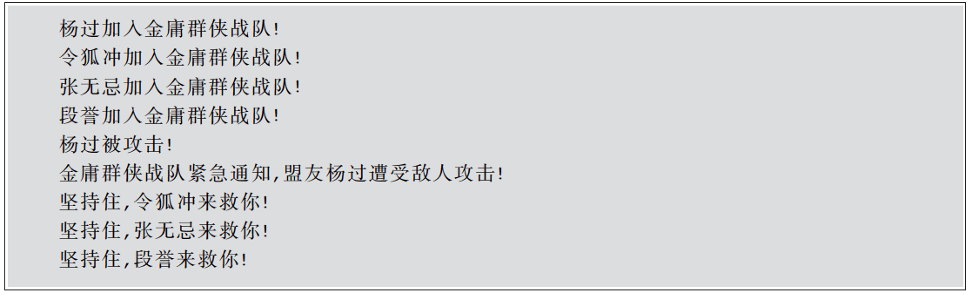 杨过加入金庸群侠战队!
令狐冲加入金庸群侠战队!
张无忌加入金庸群侠战队!
段誉加入金庸群侠战队!
杨过被攻击!
金庸群侠战队紧急通知,盟友杨过遭受敌人攻击!
坚持住,令狐冲来救你!
坚持住,张无忌来救你!
坚持住,段誉来救你!